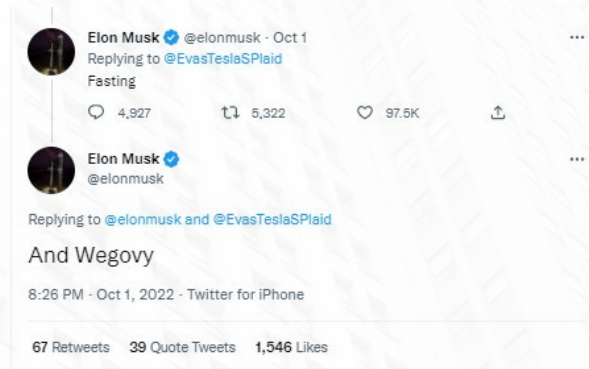 Elon Musk @elonmusk · Oct 1
Replying to @EvasTeslaSPlaid
Fasting
4,927 5,322 97.5K
Elon Musk
@elonmusk
Replying to @elonmusk and @EvasTeslaSPlaid
And Wegovy
8:26 PM · Oct 1, 2022 · Twitter for iPhone
67 Retweets 39 Quote Tweets 1,546 Likes